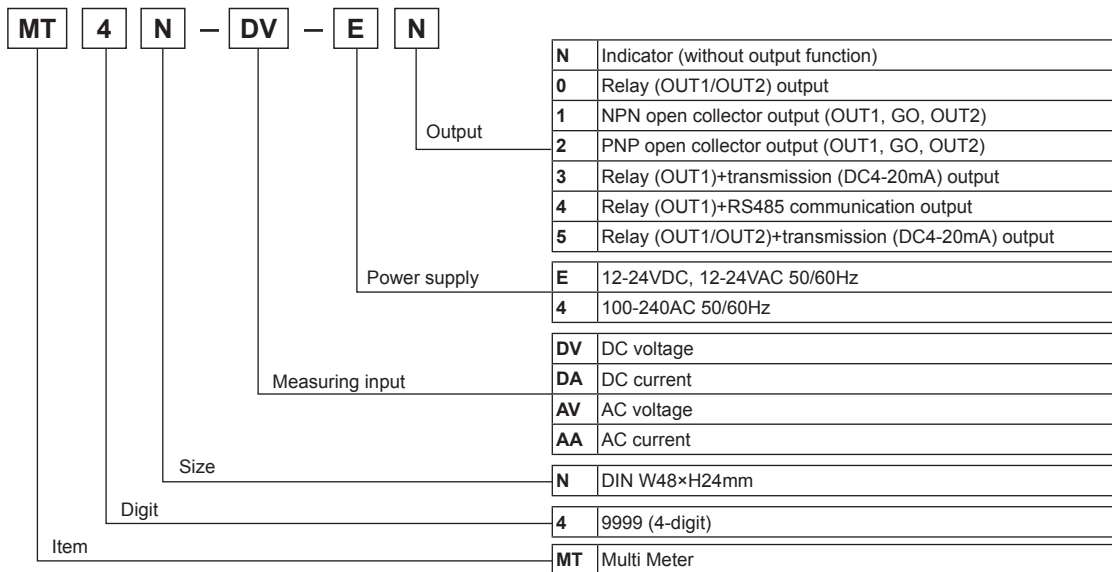 MT 4 N – DV – E N
N Indicator (without output function)
0 Relay (OUT1/OUT2) output
1 NPN open collector output (OUT1, GO, OUT2)
Output
2 PNP open collector output (OUT1, GO, OUT2)
3 Relay (OUT1)+transmission (DC4-20mA) output
4 Relay (OUT1)+RS485 communication output
5 Relay (OUT1/OUT2)+transmission (DC4-20mA) output
Power supply
E 12-24VDC, 12-24VAC 50/60Hz
4 100-240AC 50/60Hz
DV DC voltage
Measuring input
DA DC current
AV AC voltage
AA AC current
Size
N DIN W48×H24mm
Digit
4 9999 (4-digit)
Item
MT Multi Meter